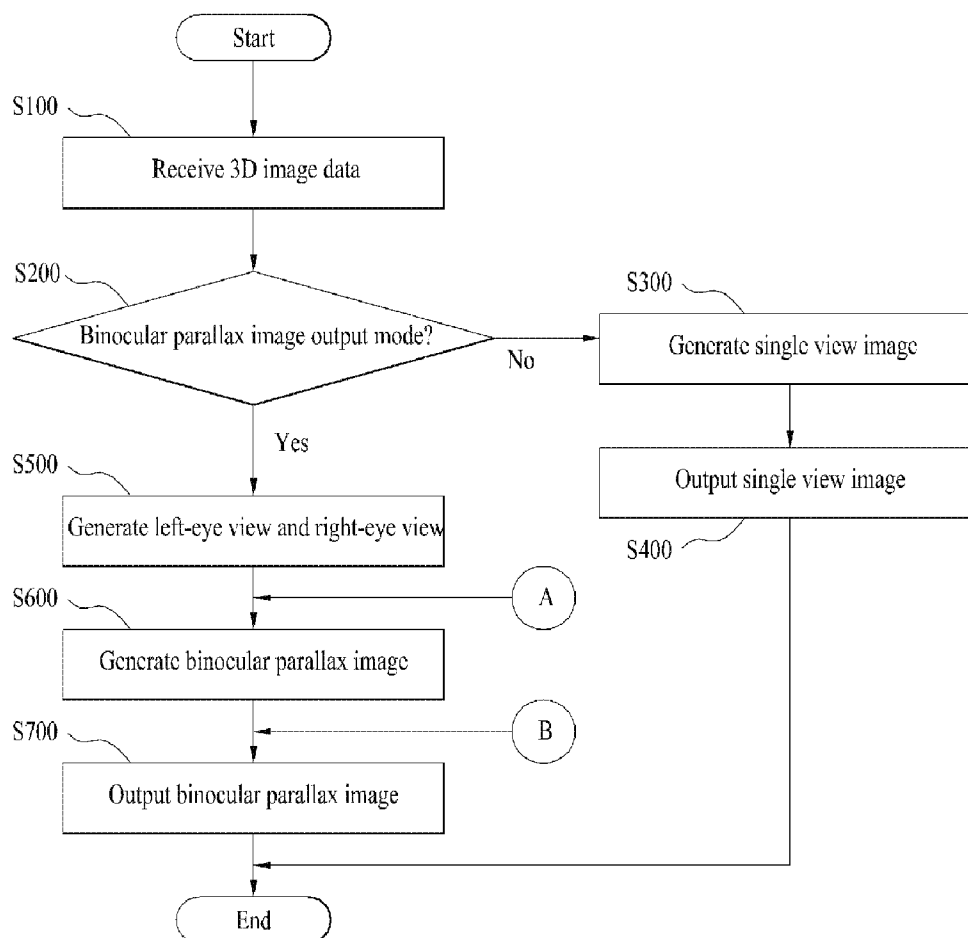 Start
S100
Receive 3D image data
S200
Binocular parallax image output mode?
No
Yes
S300
Generate single view image
Output single view image
S400
S500
Generate left-eye view and right-eye view
A
S600
Generate binocular parallax image
B
S700
Output binocular parallax image
End